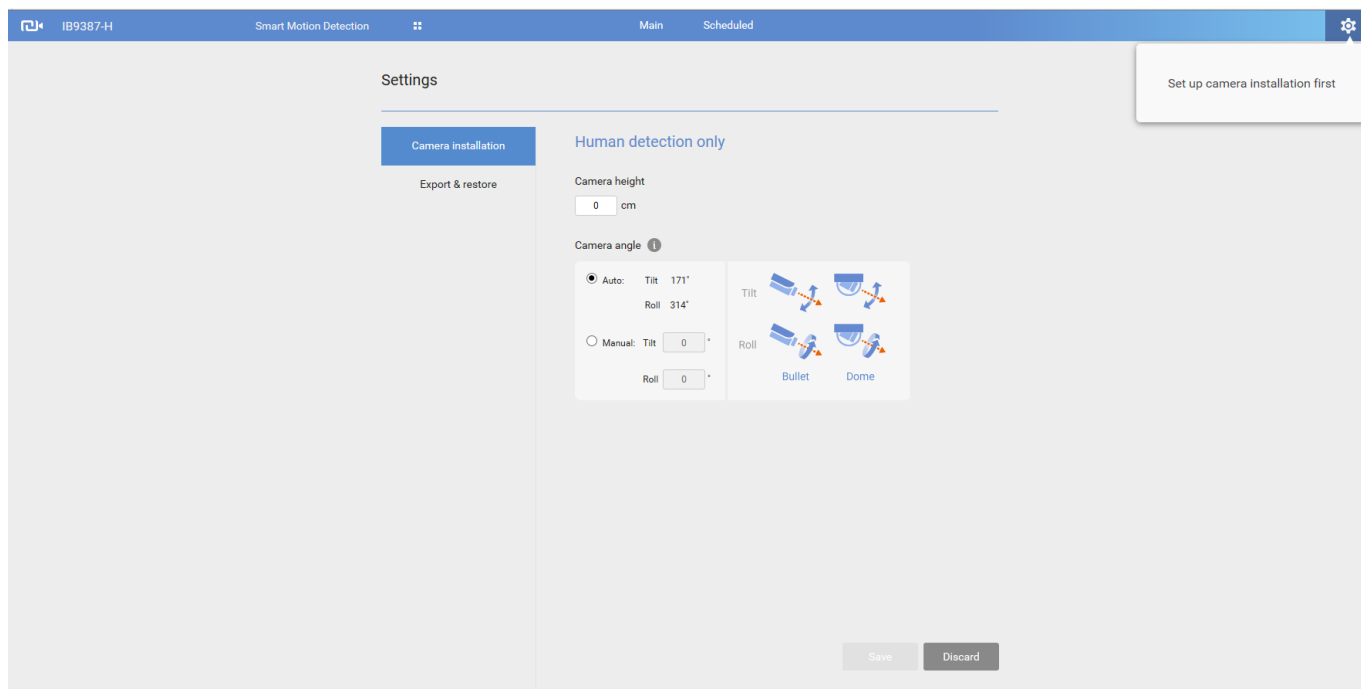 IB9387-H
Smart Motion Detection
Main
Scheduled
Set up camera installation first
Settings
Camera installation
Export & restore
Human detection only
Camera height
0 cm
Camera angle i
Auto: Tilt 171°
Roll 314°
Manual: Tilt 0 °
Roll 0 °
Tilt
Roll
Bullet Dome
Save Discard